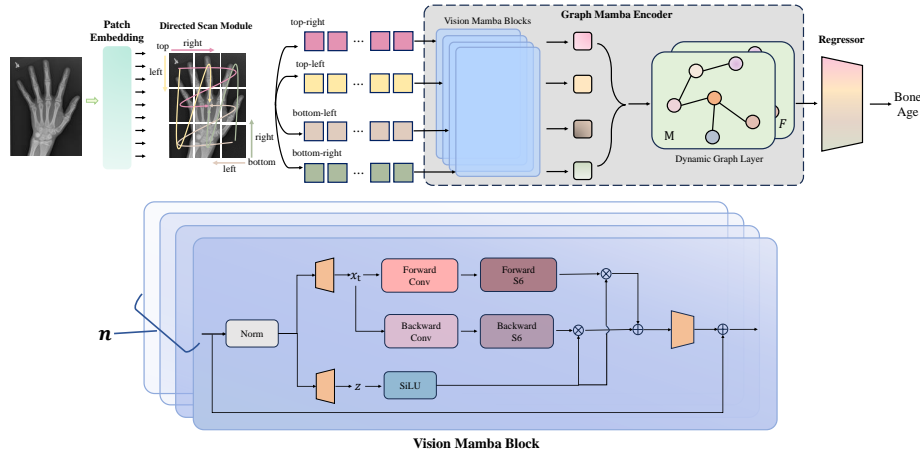 Patch
Embedding
Directed Scan Module
top
right
left
right
bottom
left
top-right
...
top-left
...
bottom-left
...
bottom-right
...
Graph Mamba Encoder
Vision Mamba Blocks
M
F
Dynamic Graph Layer
Regressor
Bone
Age
n
Norm
xt
Forward
Conv
Forward
S6
Backward
Conv
Backward
S6
z
SiLU
Vision Mamba Block